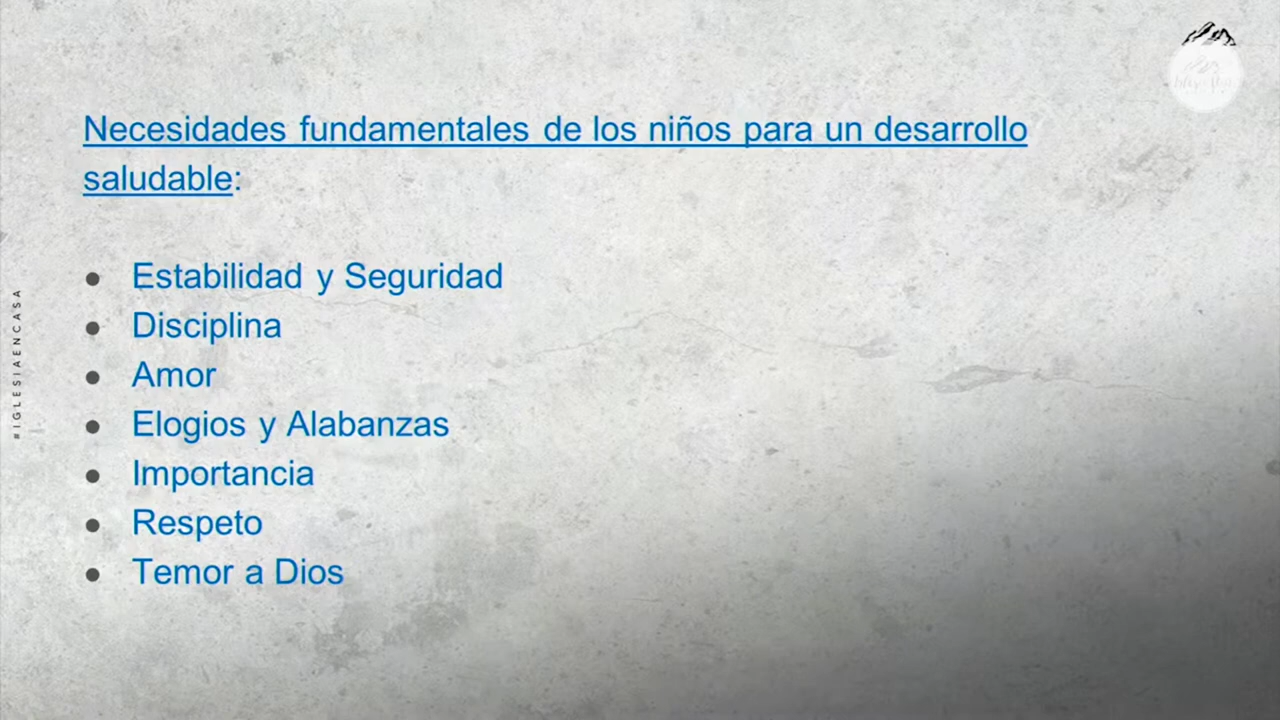 Necesidades fundamentales de los niños para un desarrollo
saludable:
● Estabilidad y Seguridad
● Disciplina
● Amor
● Elogios y Alabanzas
● Importancia
● Respeto
● Temor a Dios
#IGLESIAENCASA